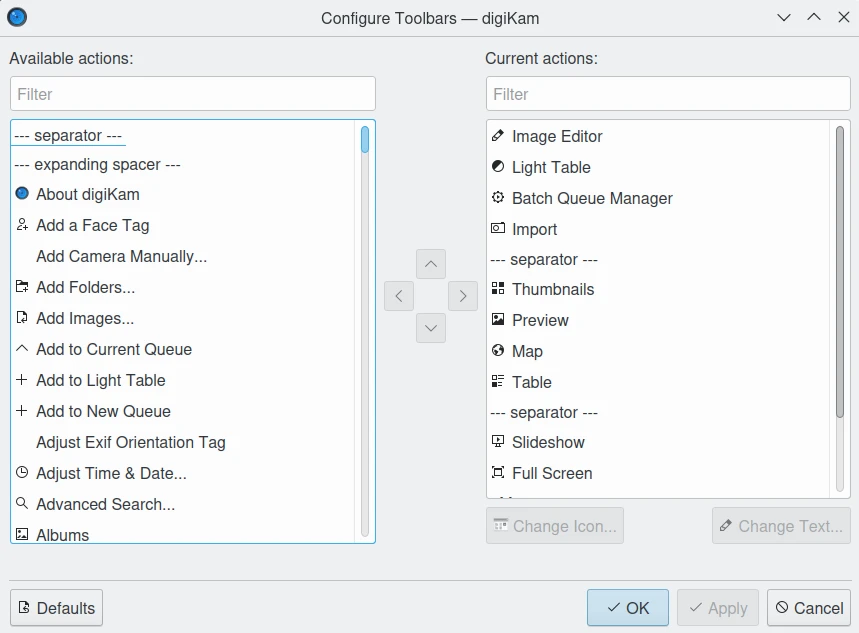 Configure Toolbars — digiKam
Available actions:
Filter
--- separator ---
--- expanding spacer ---
About digiKam
Add a Face Tag
Add Camera Manually...
Add Folders...
Add Images...
Add to Current Queue
Add to Light Table
Add to New Queue
Adjust Exif Orientation Tag
Adjust Time & Date...
Advanced Search...
Albums
Current actions:
Filter
Image Editor
Light Table
Batch Queue Manager
Import
--- separator ---
Thumbnails
Preview
Map
Table
--- separator ---
Slideshow
Full Screen
Change Icon...
Change Text...
Defaults
OK
Apply
Cancel